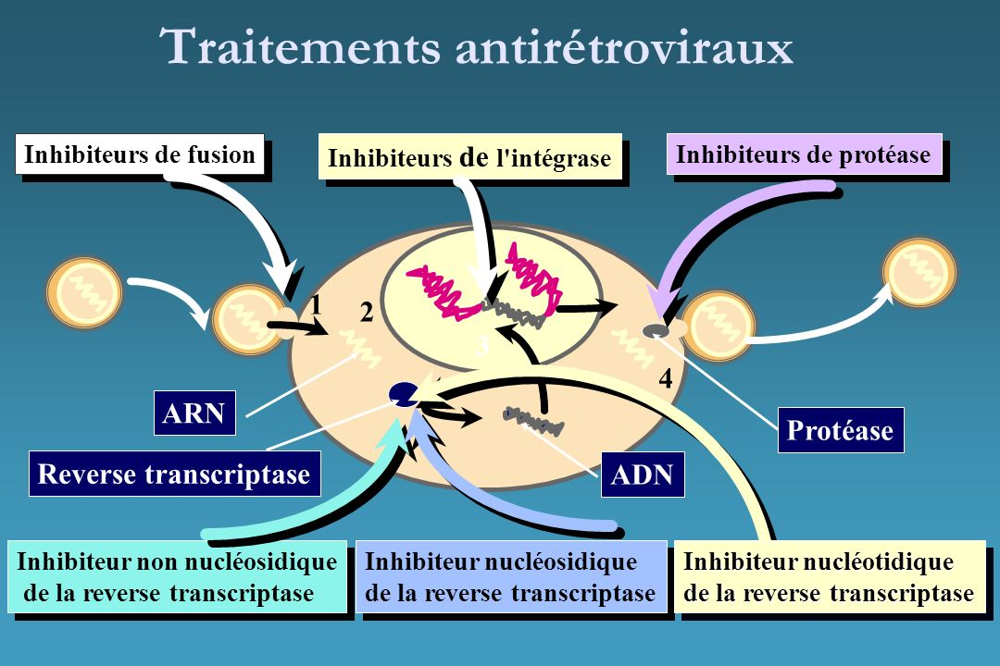 Traitements antirétroviraux
Inhibiteurs de fusion
Inhibiteurs de l'intégrase
Inhibiteurs de protéase
1
2
3
4
ARN
Protéase
Reverse transcriptase
ADN
Inhibiteur non nucléosidique
de la reverse transcriptase
Inhibiteur nucléosidique
de la reverse transcriptase
Inhibiteur nucléotidique
de la reverse transcriptase